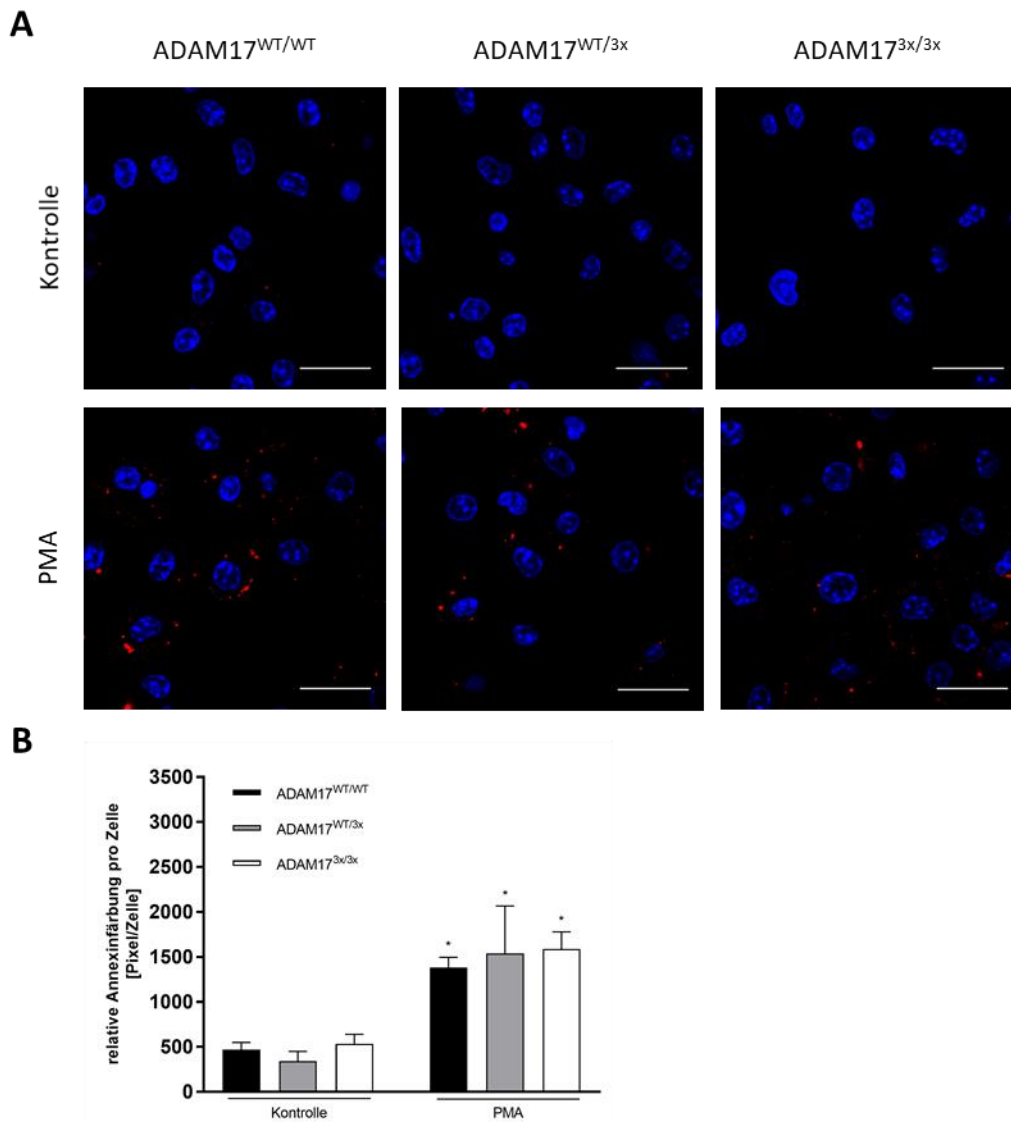 A
ADAM17WT/WT
ADAM17WT/3x
ADAM173x/3x
Kontrolle
PMA
B
relative Annexinfärbung pro Zelle
[Pixel/Zelle]
3500
3000
2500
2000
1500
1000
500
0
ADAM17WT/WT
ADAM17WT/3x
ADAM173x/3x
*
*
*
Kontrolle
PMA